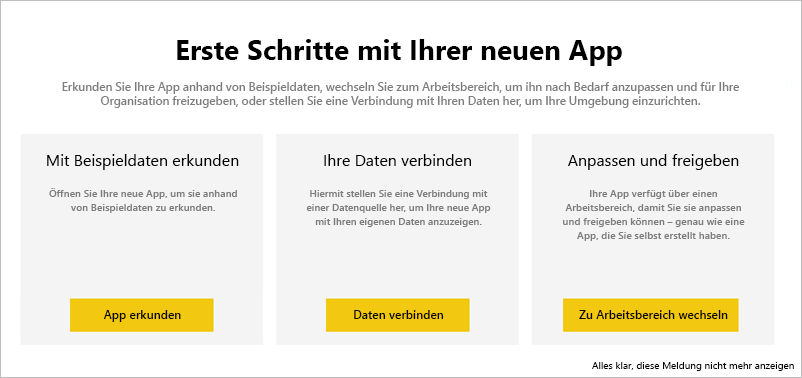 Erste Schritte mit Ihrer neuen App
Erkunden Sie Ihre App anhand von Beispieldaten, wechseln Sie zum Arbeitsbereich, um ihn nach Bedarf anzupassen und für Ihre
Organisation freizugeben, oder stellen Sie eine Verbindung mit Ihren Daten her, um Ihre Umgebung einzurichten.
Mit Beispieldaten erkunden
Öffnen Sie Ihre neue App, um sie anhand
von Beispieldaten zu erkunden.
App erkunden
Ihre Daten verbinden
Hiermit stellen Sie eine Verbindung mit
einer Datenquelle her, um Ihre neue App
mit Ihren eigenen Daten anzuzeigen.
Daten verbinden
Anpassen und freigeben
Ihre App verfügt über einen
Arbeitsbereich, damit Sie sie anpassen
und freigeben können – genau wie eine
App, die Sie selbst erstellt haben.
Zu Arbeitsbereich wechseln
Alles klar, diese Meldung nicht mehr anzeigen